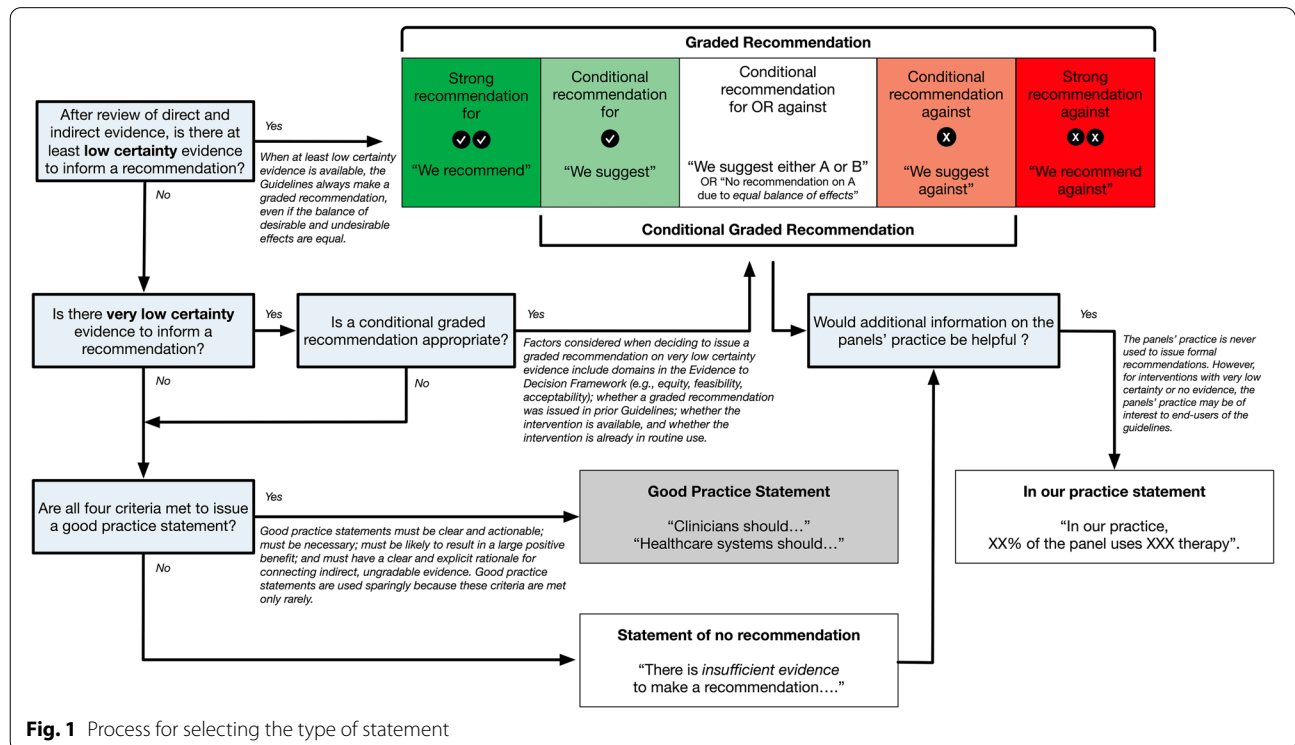 Graded Recommendation
Strong
recommendation
for
✓ ✓
“We recommend”
Conditional
recommendation
for
✓
“We suggest”
Conditional
recommendation
for OR against
“We suggest either A or B”
OR “No recommendation on A
due to equal balance of effects”
Conditional
recommendation
against
X
“We suggest
against”
Strong
recommendation
against
X X
“We recommend
against”
Conditional Graded Recommendation
After review of direct and
indirect evidence, is there at
least low certainty evidence
to inform a recommendation?
Yes
When at least low certainty
evidence is available, the
Guidelines always make a
graded recommendation,
even if the balance of
desirable and undesirable
effects are equal.
No
Is there very low certainty
evidence to inform a
recommendation?
Yes
No
Is a conditional graded
recommendation appropriate?
Yes
Factors considered when deciding to issue a
graded recommendation on very low certainty
evidence include domains in the Evidence to
Decision Framework (e.g., equity, feasibility,
acceptability); whether a graded recommendation
was issued in prior Guidelines; whether the
intervention is available, and whether the
intervention is already in routine use.
No
Would additional information on the
panels’ practice be helpful ?
Yes
The panels’ practice is never
used to issue formal
recommendations. However,
for interventions with very low
certainty or no evidence, the
panels’ practice may be of
interest to end-users of the
guidelines.
Are all four criteria met to issue
a good practice statement?
Yes
Good practice statements must be clear and actionable;
must be necessary; must be likely to result in a large positive
benefit; and must have a clear and explicit rationale for
connecting indirect, ungradable evidence. Good practice
statements are used sparingly because these criteria are met
only rarely.
No
Good Practice Statement
“Clinicians should…”
“Healthcare systems should…”
In our practice statement
“In our practice,
XX% of the panel uses XXX therapy”.
Statement of no recommendation
“There is insufficient evidence
to make a recommendation….”
Fig. 1 Process for selecting the type of statement